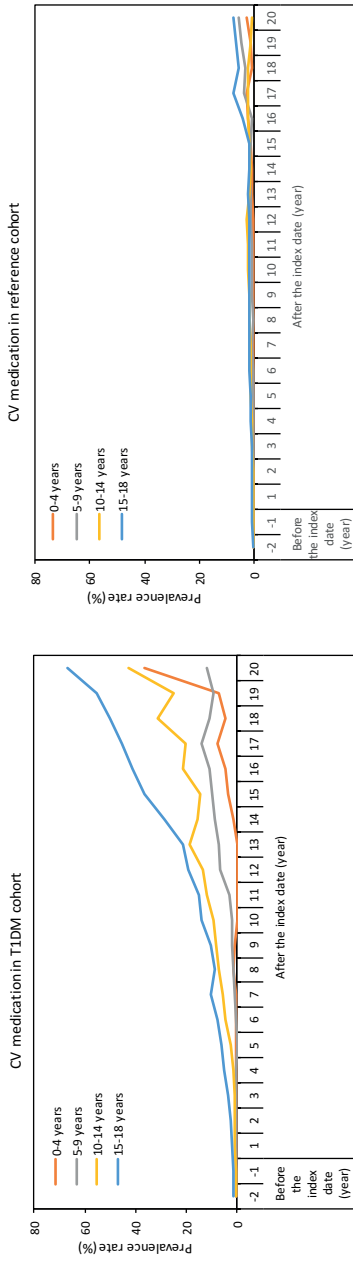 CV medication in T1DM cohort
Prevalence rate (%)
80
60
40
20
0
0-4 years
5-9 years
10-14 years
15-18 years
-2 -1 1 2 3 4 5 6 7 8 9 10 11 12 13 14 15 16 17 18 19 20
Before the index date (year)
After the index date (year)
CV medication in reference cohort
Prevalence rate (%)
80
60
40
20
0
0-4 years
5-9 years
10-14 years
15-18 years
-2 -1 1 2 3 4 5 6 7 8 9 10 11 12 13 14 15 16 17 18 19 20
Before the index date (year)
After the index date (year)